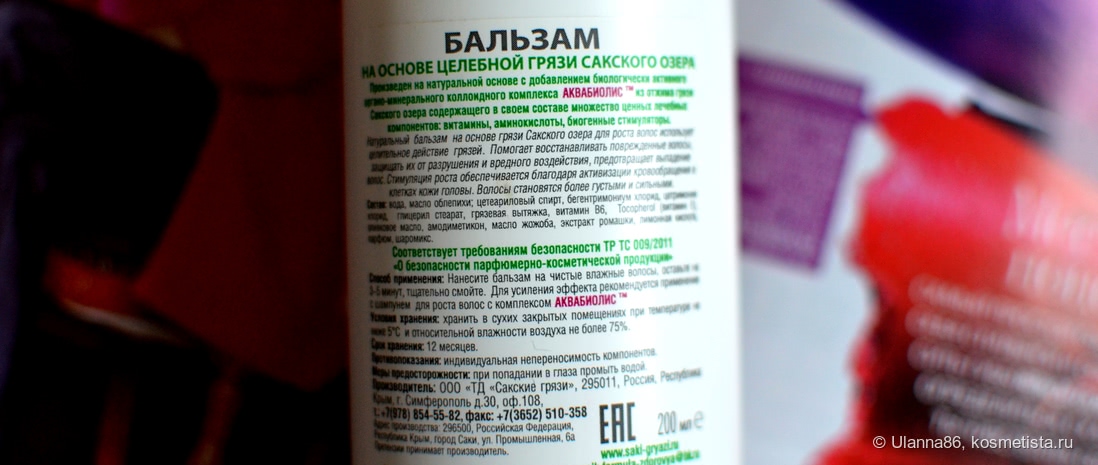 БАЛЬЗАМ
НА ОСНОВЕ ЦЕЛЕБНОЙ ГРЯЗИ САКСКОГО ОЗЕРА
Произведен на натуральной основе с добавлением биологически активного
органо-минерального коллоидного комплекса АКВАБИОЛИС™ из отжима грязи
Сакского озера содержащего в своем составе множество ценных лечебных
компонентов: витамины, аминокислоты, биогенные стимуляторы.
Натуральный бальзам на основе грязи Сакского озера для роста волос использует
целительное действие грязей. Помогает восстанавливать поврежденные волосы,
защищать их от разрушения и вредного воздействия, предотвращает выпадение
волос. Стимуляция роста обеспечивается благодаря активизации кровообращения в
клетках кожи головы. Волосы становятся более густыми и сильными.
Состав: вода, масло облепихи; цетеариловый спирт, бегентримониум хлорид,
хлорид, глицерил стеарат, грязевая вытяжка, витамин В6, Tocopherol (витамин
масло, амодиметикон, масло жожоба, экстракт ромашки, лимонная кислота,
парфюм, шаромикс.
Соответствует требованиям безопасности ТР ТС 009/2011
«О безопасности парфюмерно-косметической продукции»
Способ применения: Нанесите бальзам на чистые влажные волосы, оставьте на
3-5 минут, тщательно смойте. Для усиления эффекта рекомендуется применение
с шампунем для роста волос с комплексом АКВАБИОЛИС™
Условия хранения: хранить в сухих закрытых помещениях при температуре не
ниже 5°С и относительной влажности воздуха не более 75%.
Срок хранения: 12 месяцев.
Противопоказания: индивидуальная непереносимость компонентов.
Меры предосторожности: при попадании в глаза промыть водой.
Производитель: ООО «ТД «Сакские грязи», 295011, Россия, Республика
Крым, г. Симферополь д.30, оф.108,
т.: +7(978) 854-55-82, факс: +7(3652) 510-358
Адрес производства: 296500, Российская Федерация,
Республика Крым, город Саки, ул. Промышленная, 6а
Претензии принимает производитель.
EAC 200 мл ℮
www.saki-gryazi.ru
formula-zdorovya@
© Ulanna86, kosmetista.ru